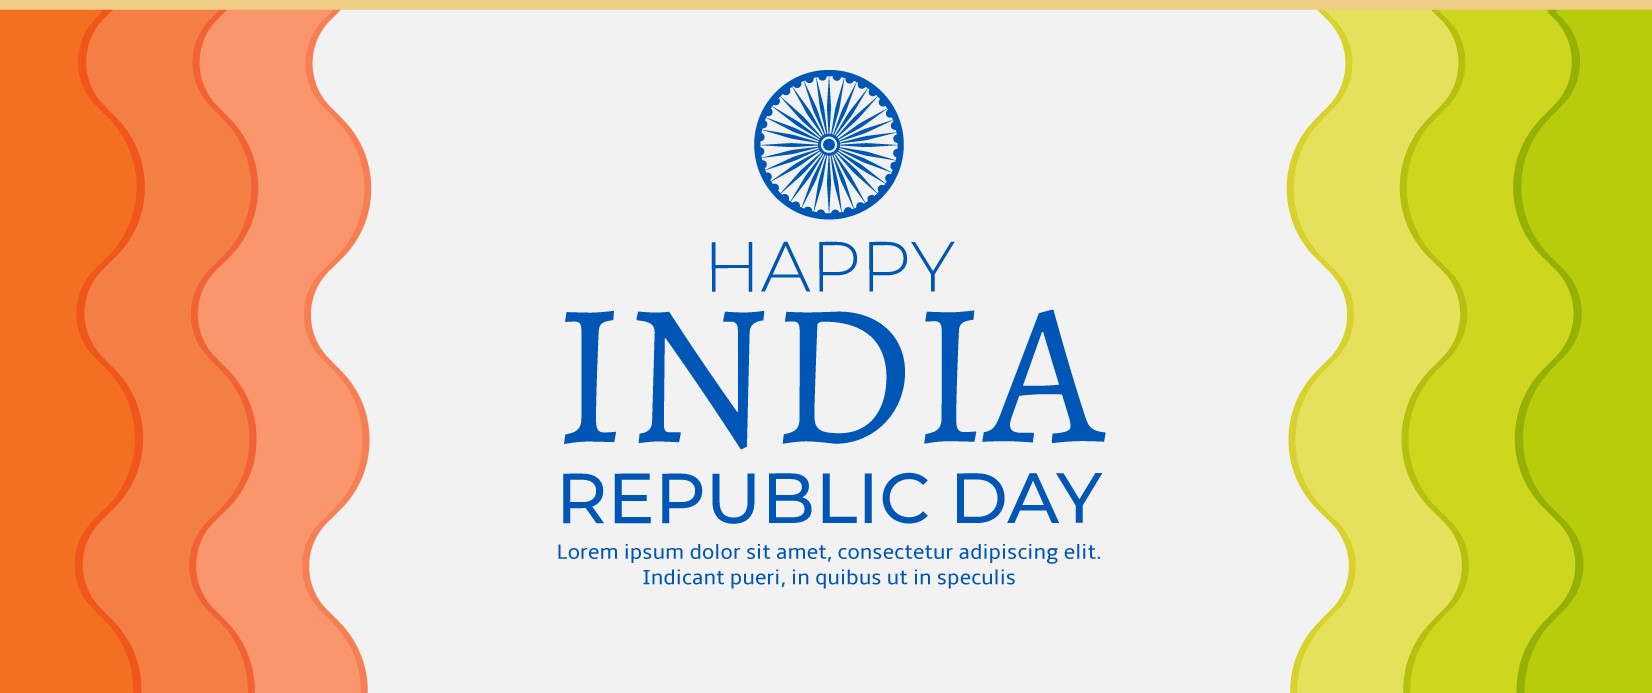 HAPPY
INDIA
REPUBLIC DAY
Lorem ipsum dolor sit amet, consectetur adipiscing elit.
Indicant pueri, in quibus ut in speculis